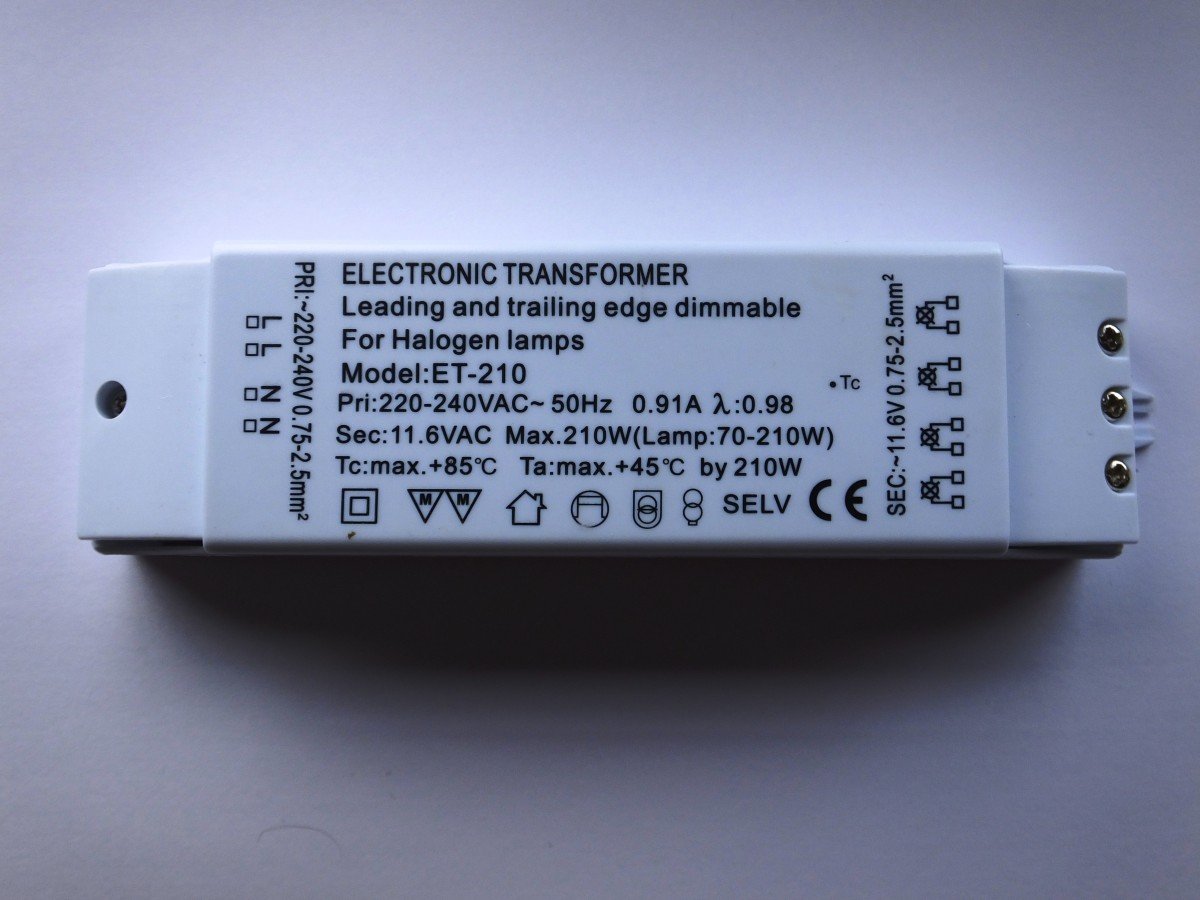 PRI:~220-240V 0.75-2.5mm²
L
L
N
N
ELECTRONIC TRANSFORMER
Leading and trailing edge dimmable
For Halogen lamps
Model:ET-210
Pri:220-240VAC~ 50Hz 0.91A λ:0.98
Sec:11.6VAC Max.210W(Lamp:70-210W)
Tc:max.+85℃ Ta:max.+45℃ by 210W
M M SELV CE
•Tc
SEC:~11.6V 0.75-2.5mm²